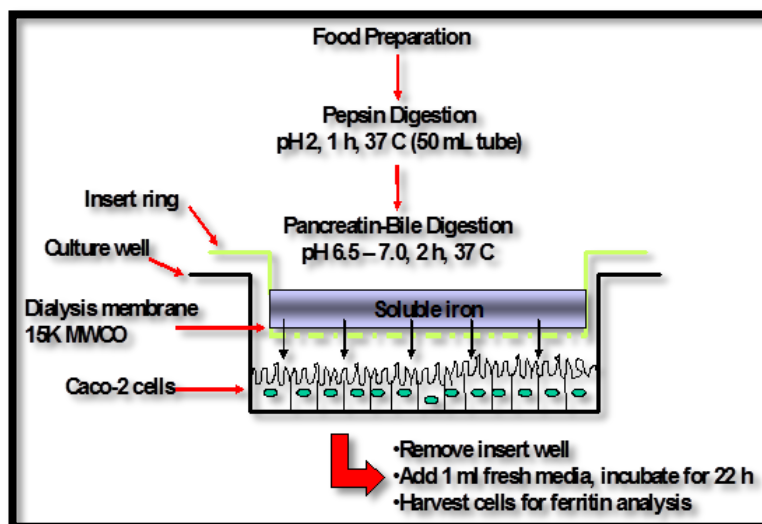 Food Preparation
Pepsin Digestion
pH 2, 1 h, 37 C (50 mL tube)
Insert ring
Pancreatin-Bile Digestion
Culture well
pH 6.5 – 7.0, 2 h, 37 C
Soluble iron
Dialysis membrane
15K MWCO
Caco-2 cells
•Remove insert well
•Add 1 ml fresh media, incubate for 22 h
•Harvest cells for ferritin analysis